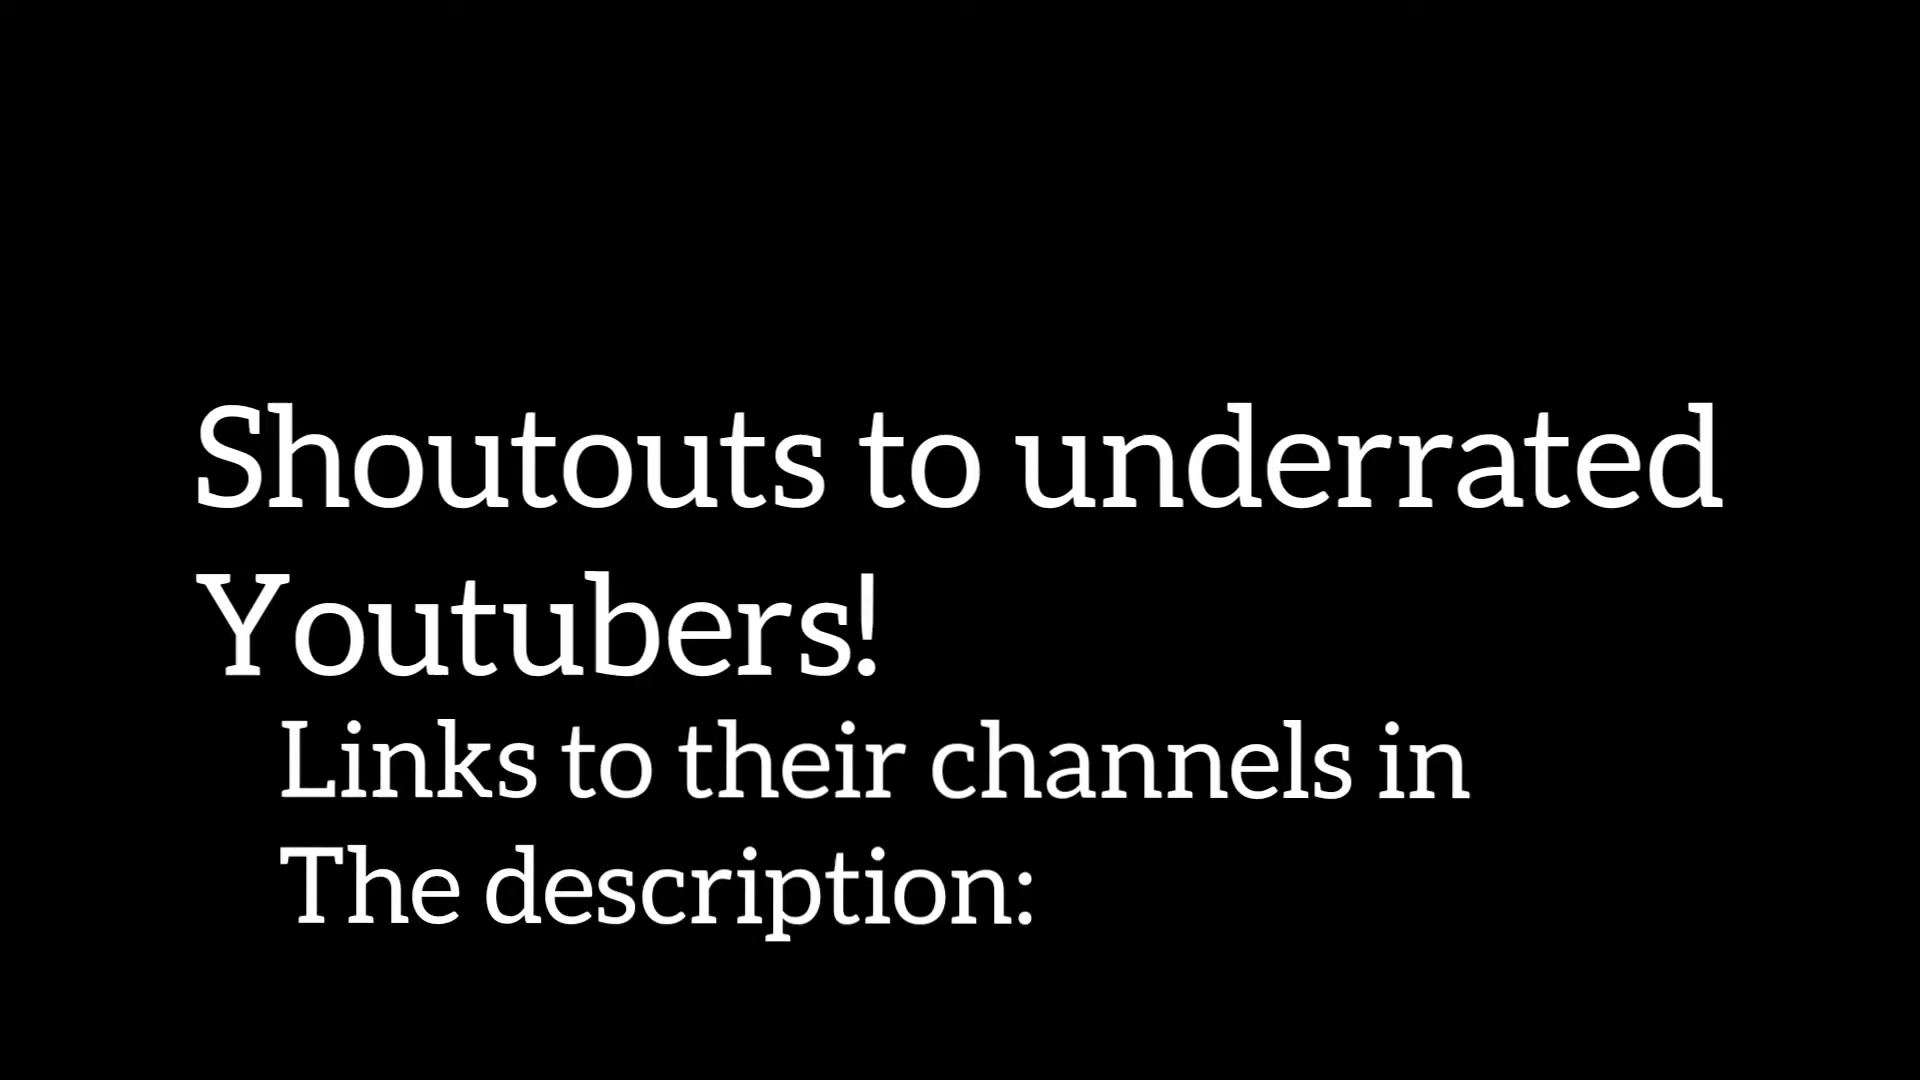 Shoutouts to underrated
Youtubers!
Links to their channels in
The description: